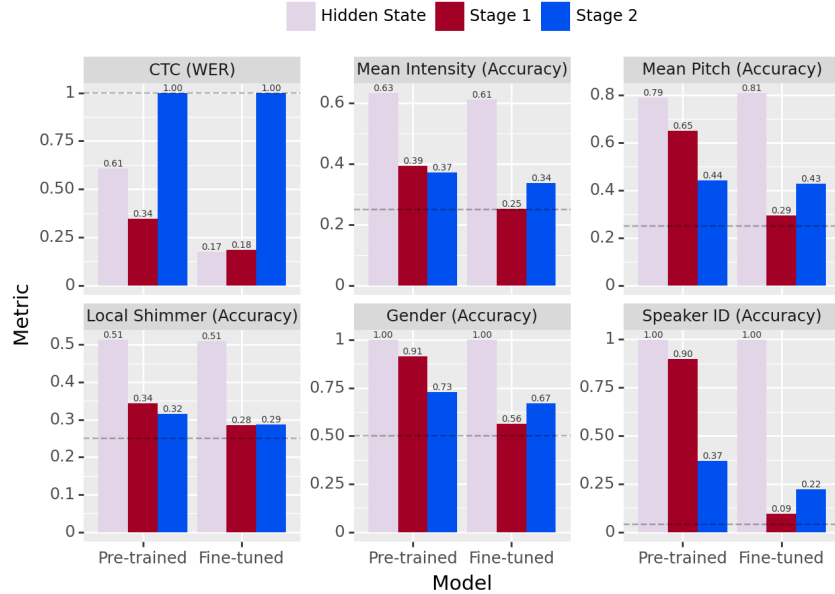 Hidden State Stage 1 Stage 2
CTC (WER) Mean Intensity (Accuracy) Mean Pitch (Accuracy)
1 0.75 0.50 0.25 0
0.61 0.34 1.00 0.17 0.18 1.00
0.6 0.4 0.2 0
0.63 0.39 0.37 0.61 0.25 0.34
0.8 0.6 0.4 0.2 0
0.79 0.65 0.44 0.81 0.29 0.43
Metric
Local Shimmer (Accuracy) Gender (Accuracy) Speaker ID (Accuracy)
0.5 0.4 0.3 0.2 0.1 0
0.51 0.34 0.32 0.51 0.28 0.29
1 0.75 0.50 0.25 0
1.00 0.91 0.73 1.00 0.56 0.67
1 0.75 0.50 0.25 0
1.00 0.90 0.37 1.00 0.09 0.22
Pre-trained Fine-tuned Pre-trained Fine-tuned Pre-trained Fine-tuned
Model